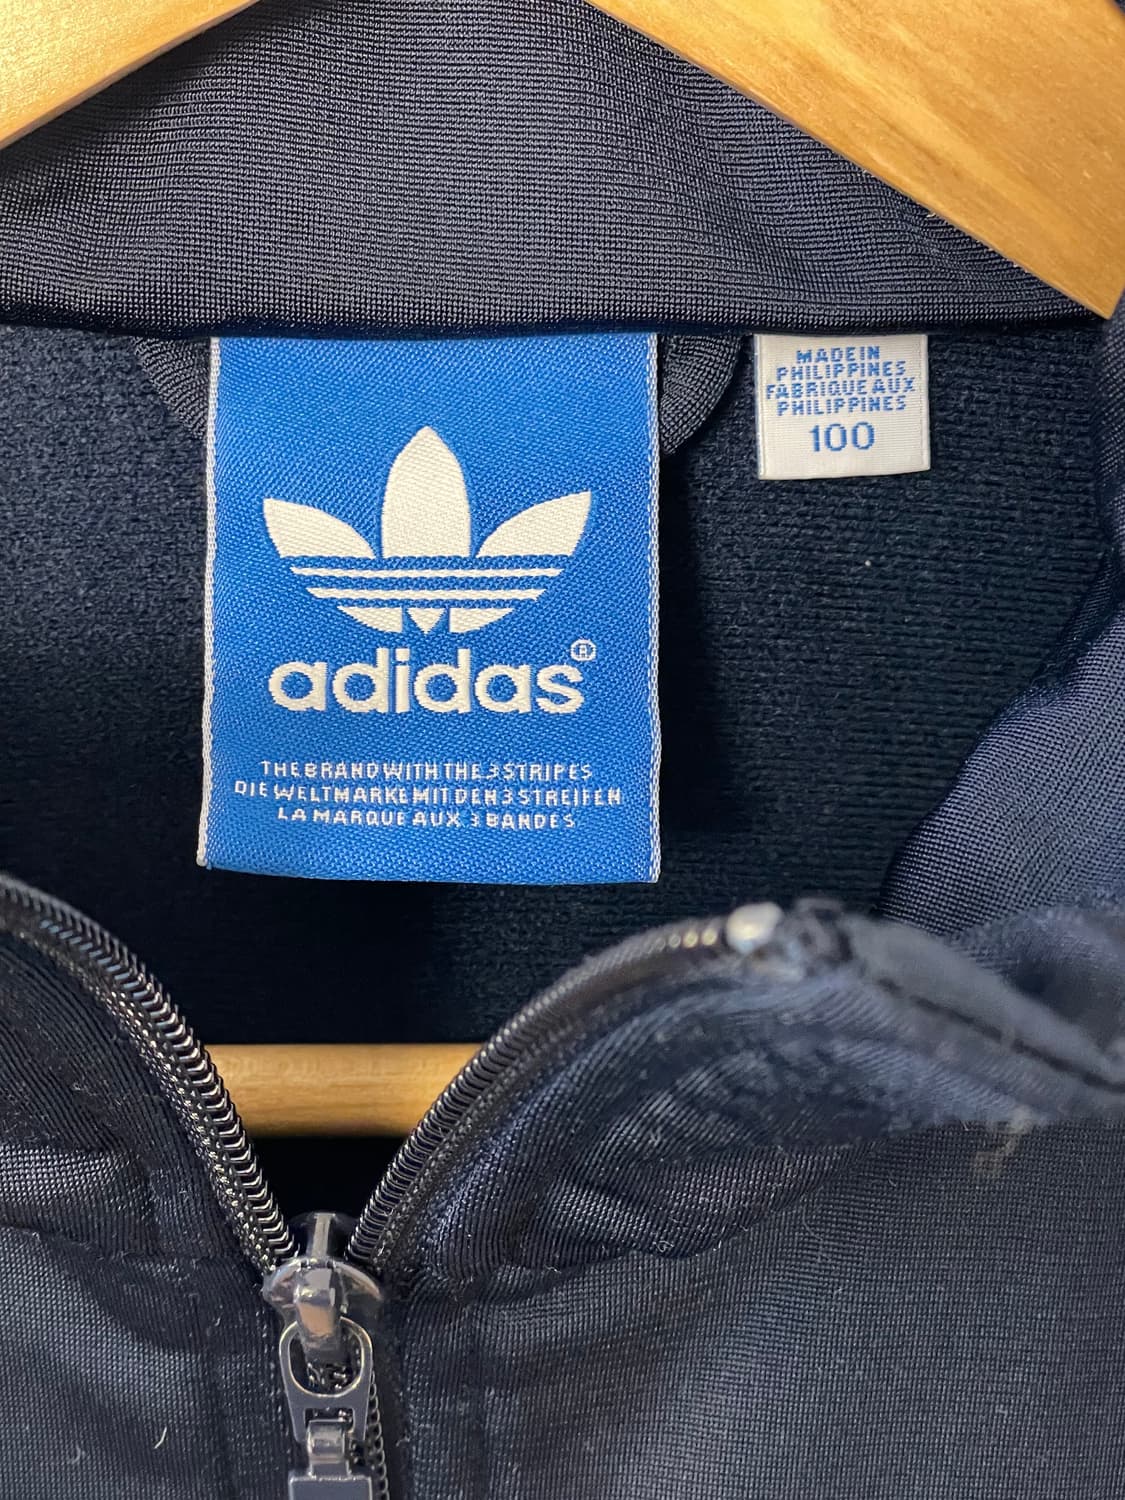 adidas®
THE BRAND WITH THE 3 STRIPES
DIE WELTMARKE MIT DEN 3 STREIFEN
LA MARQUE AUX 3 BANDES
MADE IN
PHILIPPINES
FABRIQUE AUX
PHILIPPINES
100